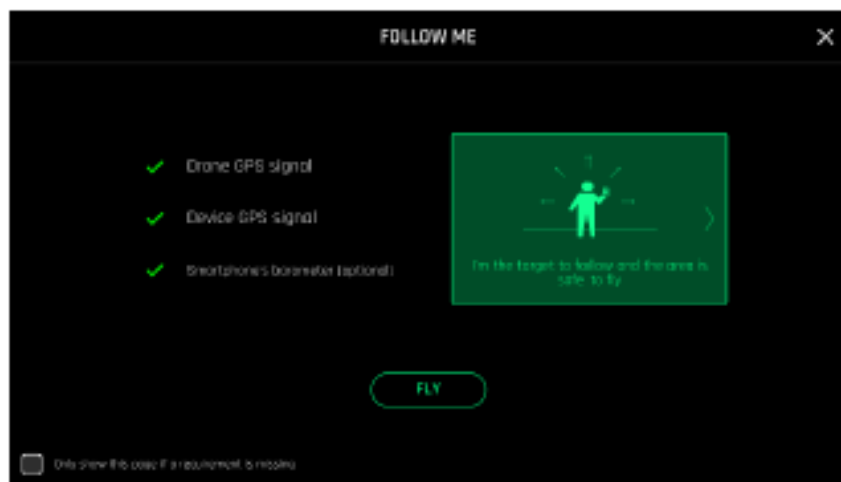 FOLLOW ME
Drone GPS signal
Device GPS signal
Smartphone's barometer (optional)
I'm the target to follow and the area is
safe to fly
FLY
Only show this page if a requirement is missing